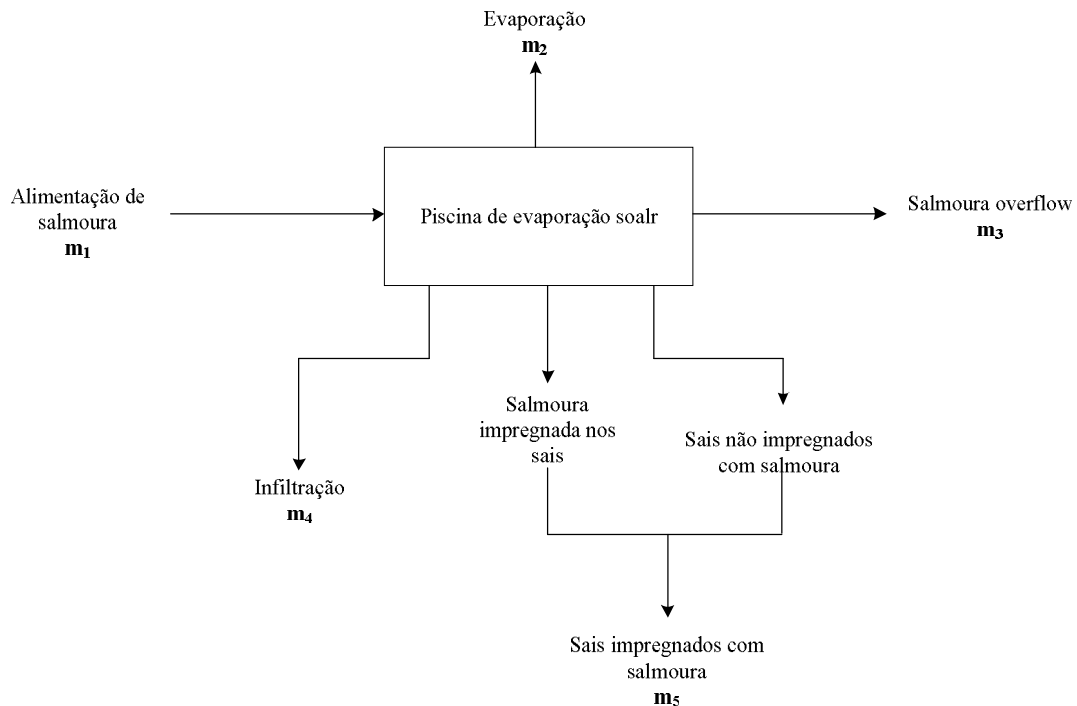 Evaporação
m2
Alimentação de
salmoura
m1
Piscina de evaporação soalr
Salmoura overflow
m3
Salmoura
impregnada nos
sais
Sais não impregnados
com salmoura
Infiltração
m4
Sais impregnados com
salmoura
m5